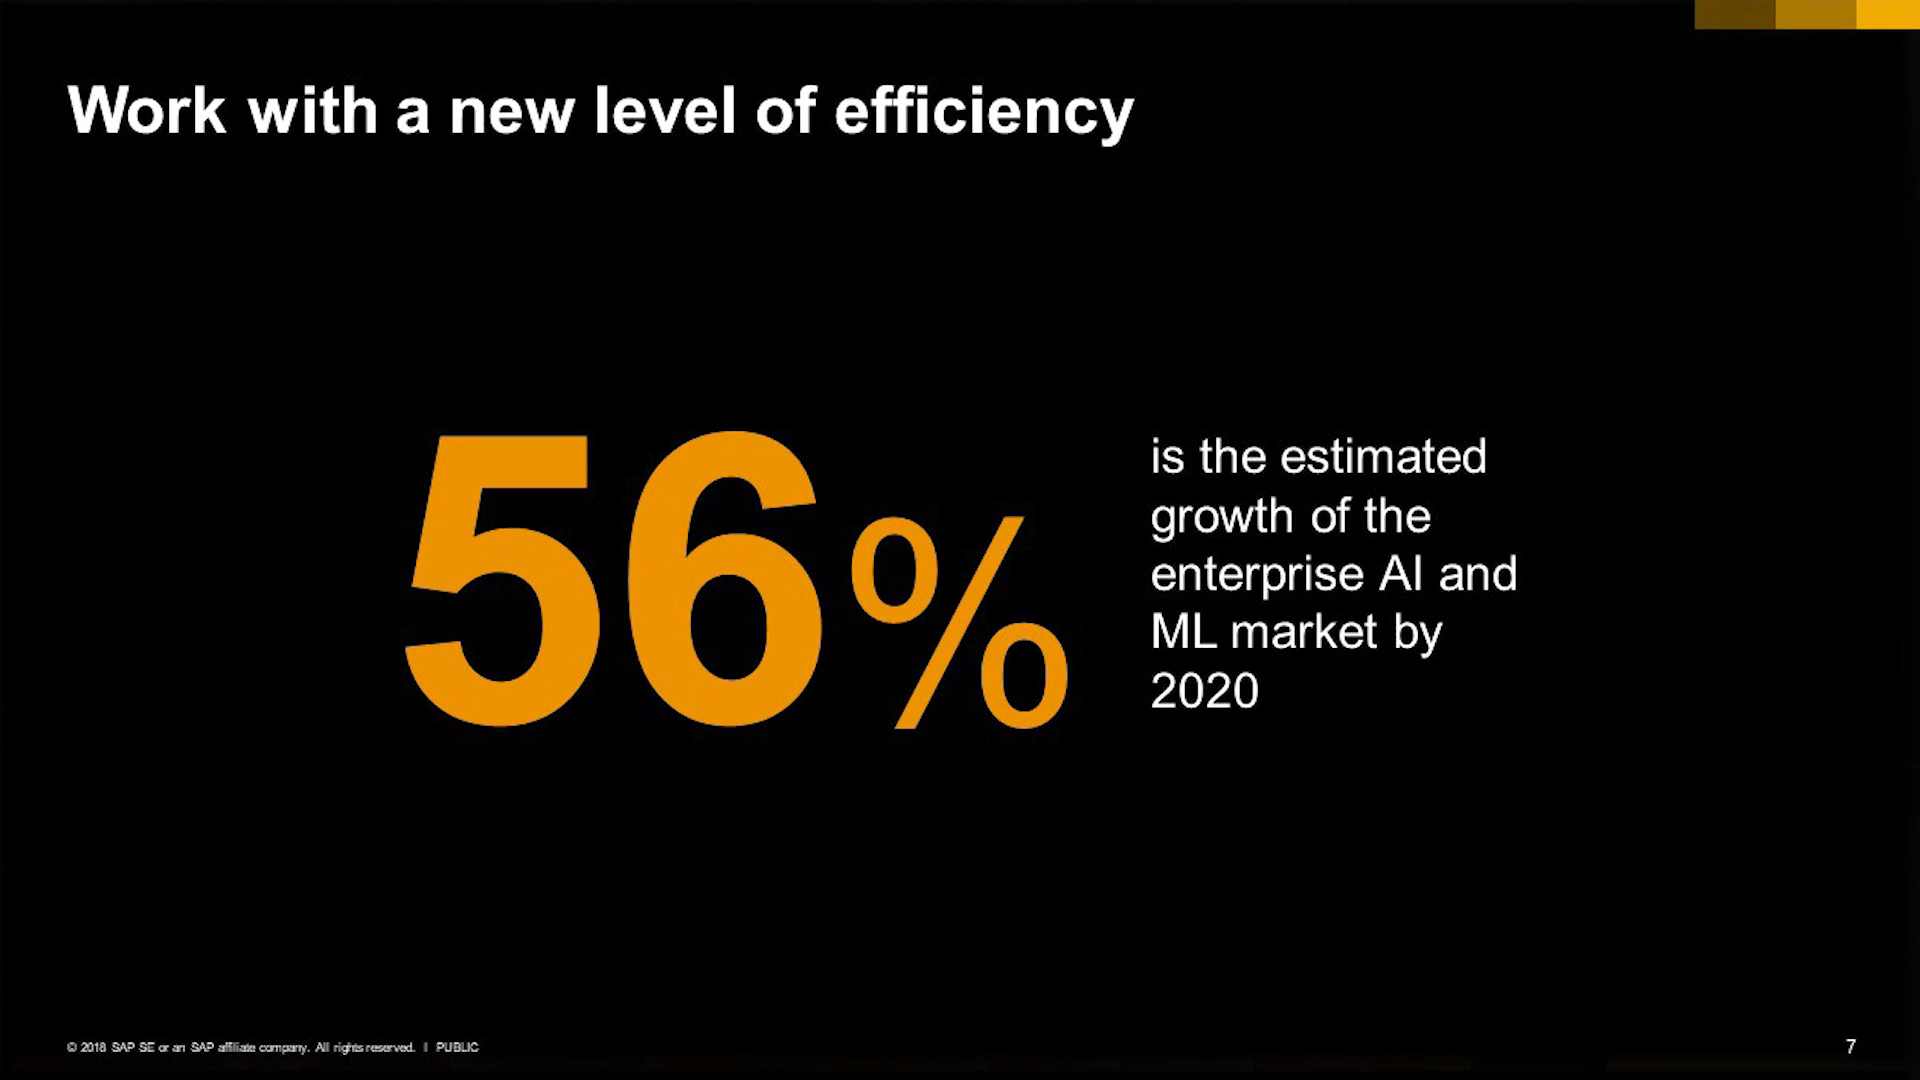 Work with a new level of efficiency
56%
is the estimated
growth of the
enterprise AI and
ML market by
2020
© 2018 SAP SE or an SAP affiliate company. All rights reserved. I PUBLIC
7